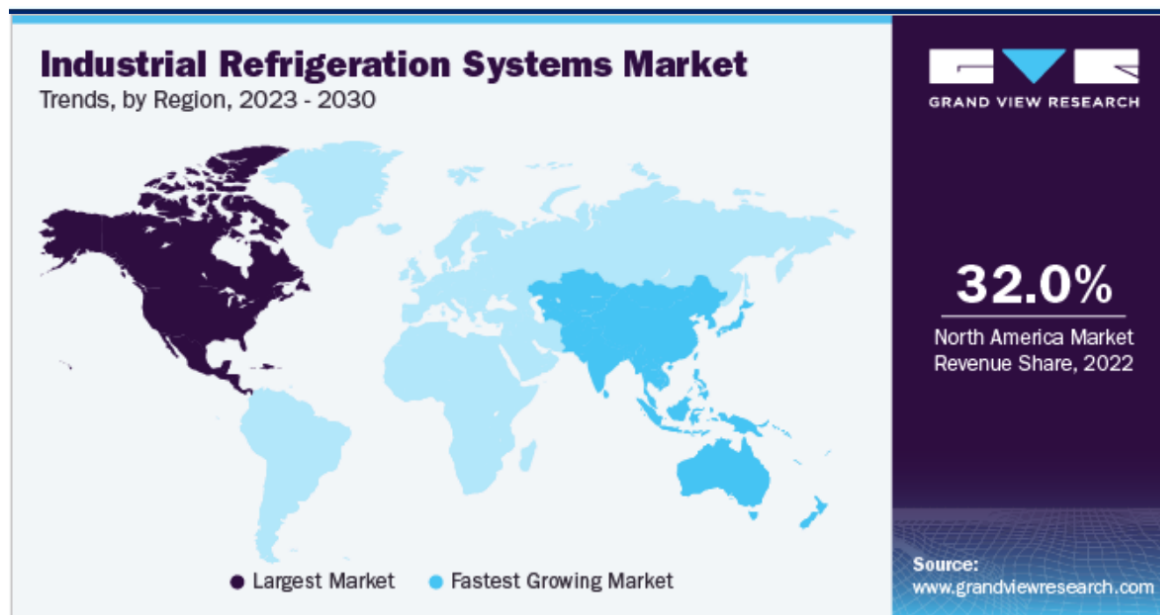 Industrial Refrigeration Systems Market
Trends, by Region, 2023 - 2030
GRAND VIEW RESEARCH
32.0%
North America Market
Revenue Share, 2022
Largest Market
Fastest Growing Market
Source:
www.grandviewresearch.com